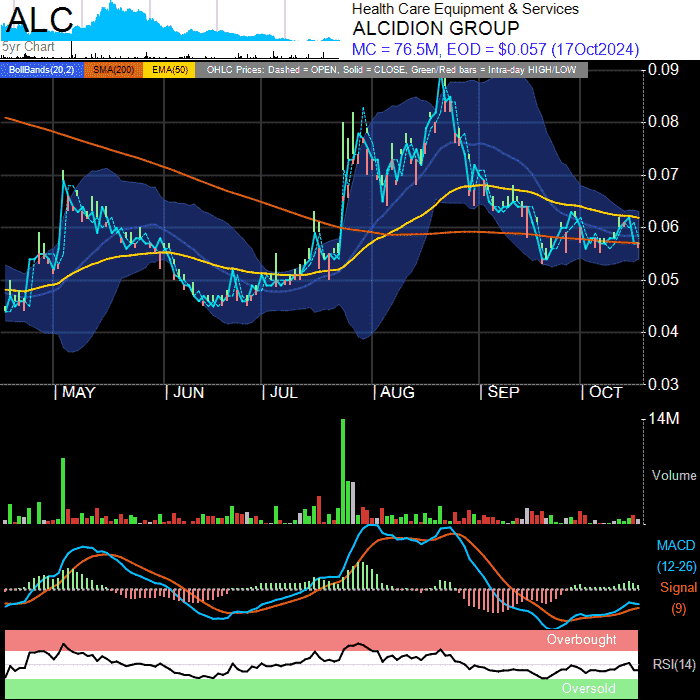 ALC
5yr Chart
Health Care Equipment & Services
ALCIDION GROUP
MC = 76.5M, EOD = $0.057 (17Oct2024)
BollBands(20,2) SMA(200) EMA(50) OHLC Prices: Dashed = OPEN, Solid = CLOSE, Green/Red bars = Intra-day HIGH/LOW
0.09
0.08
0.07
0.06
0.05
0.04
0.03
MAY JUN JUL AUG SEP OCT
14M
Volume
MACD
(12-26)
Signal
(9)
Overbought
RSI(14)
Oversold